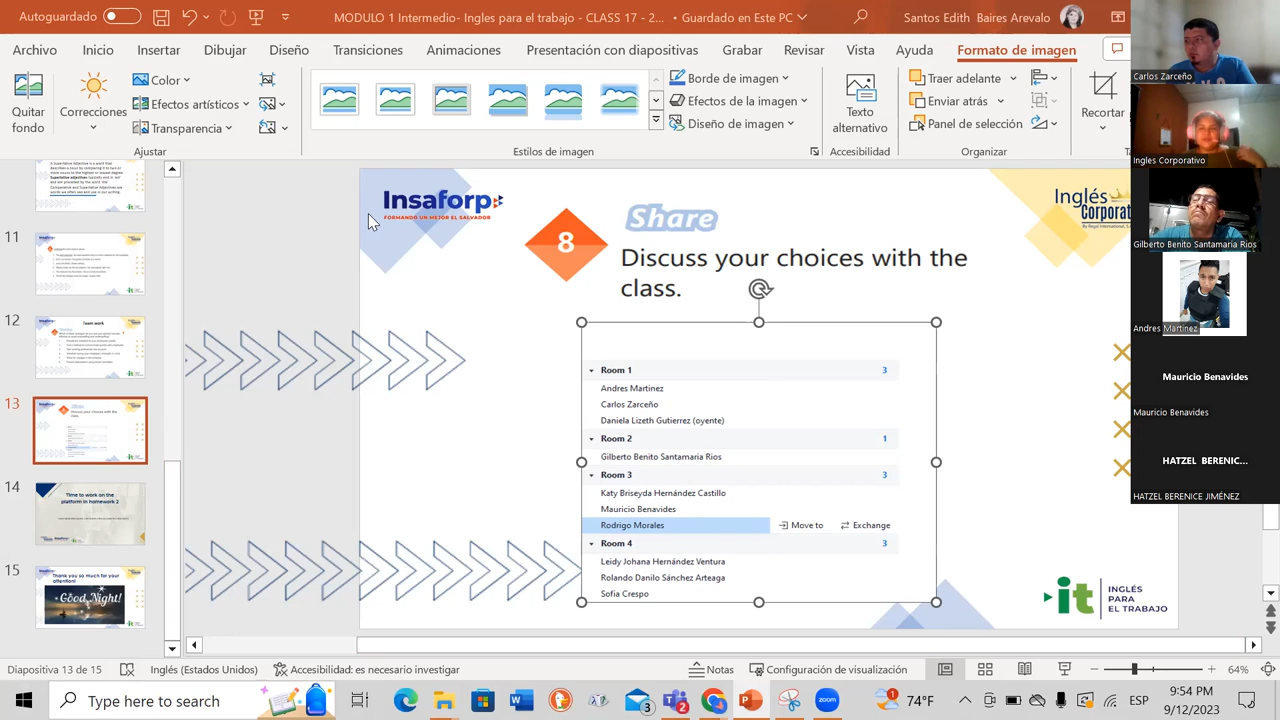 Autoguardado
MODULO 1 Intermedio- Ingles para el trabajo - CLASS 17 - 2... • Guardado en Este PC
Santos Edith Baires Arevalo
Archivo Inicio Insertar Dibujar Diseño Transiciones Animaciones Presentación con diapositivas Grabar Revisar Vista Ayuda Formato de imagen
Quitar fondo
Correcciones
Color
Efectos artísticos
Transparencia
Ajustar
Borde de imagen
Efectos de la imagen
Diseño de imagen
Estilos de imagen
Texto alternativo
Accesibilidad
Traer adelante
Enviar atrás
Panel de selección
Organizar
Recortar
Carlos Zarceño
Ingles Corporativo
Gilberto Benito Santamaria Rios
Andres Martinez
Mauricio Benavides
Mauricio Benavides
HATZEL BERENIC...
HATZEL BERENICE JIMÉNEZ
11
12
Team work
13
14
Time to work on the
platform in homework 2
15
Thank you so much for your
attention!
Good Night!
Insaforp
FORMANDO UN MEJOR EL SALVADOR
8
Share
Discuss your choices with the
class.
Inglés
Room 1 3
Andres Martinez
Carlos Zarceño
Daniela Lizeth Gutierrez (oyente)
Room 2 1
Gilberto Benito Santamaria Rios
Room 3 3
Katy Briseyda Hernández Castillo
Mauricio Benavides
Rodrigo Morales Move to Exchange
Room 4 3
Leidy Johana Hernández Ventura
Rolando Danilo Sánchez Arteaga
Sofia Crespo
it INGLÉS
PARA
EL TRABAJO
Diapositiva 13 de 15 Inglés (Estados Unidos) Accesibilidad: es necesario investigar Notas Configuración de visualización 64%
Type here to search
3
2
zoom
1
74°F
ESP
9:54 PM
9/12/2023